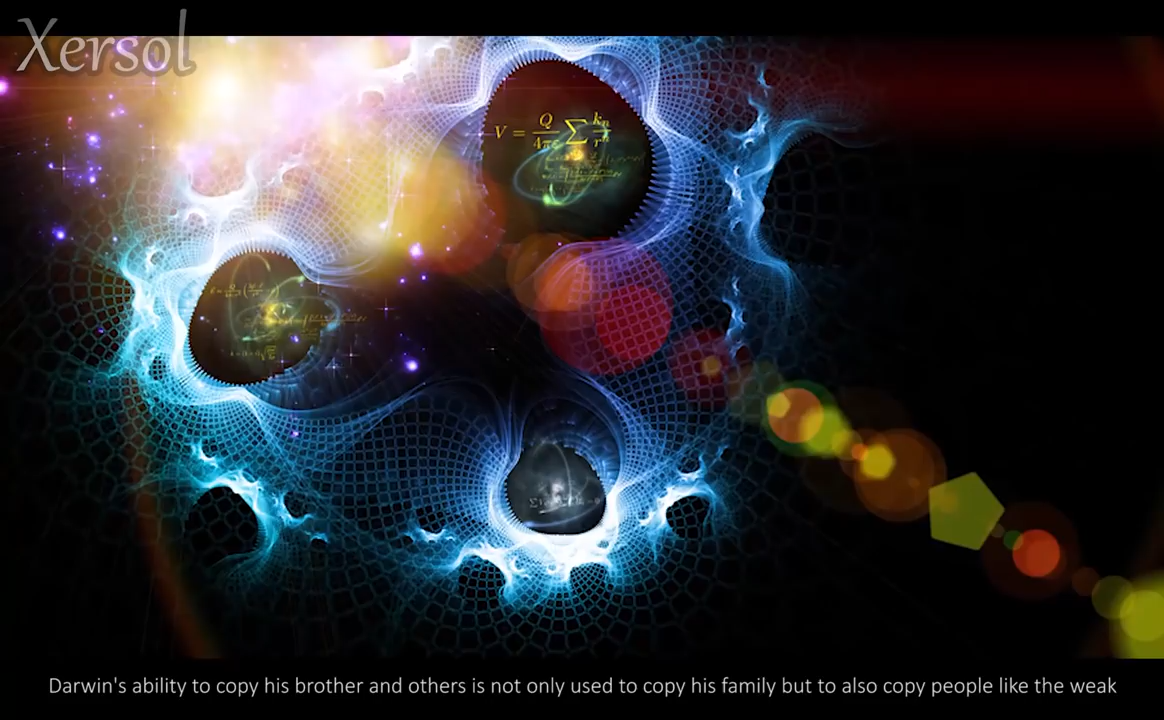 Xersol
V = Q/4πε ∑ kn/rn
Darwin's ability to copy his brother and others is not only used to copy his family but to also copy people like the weak